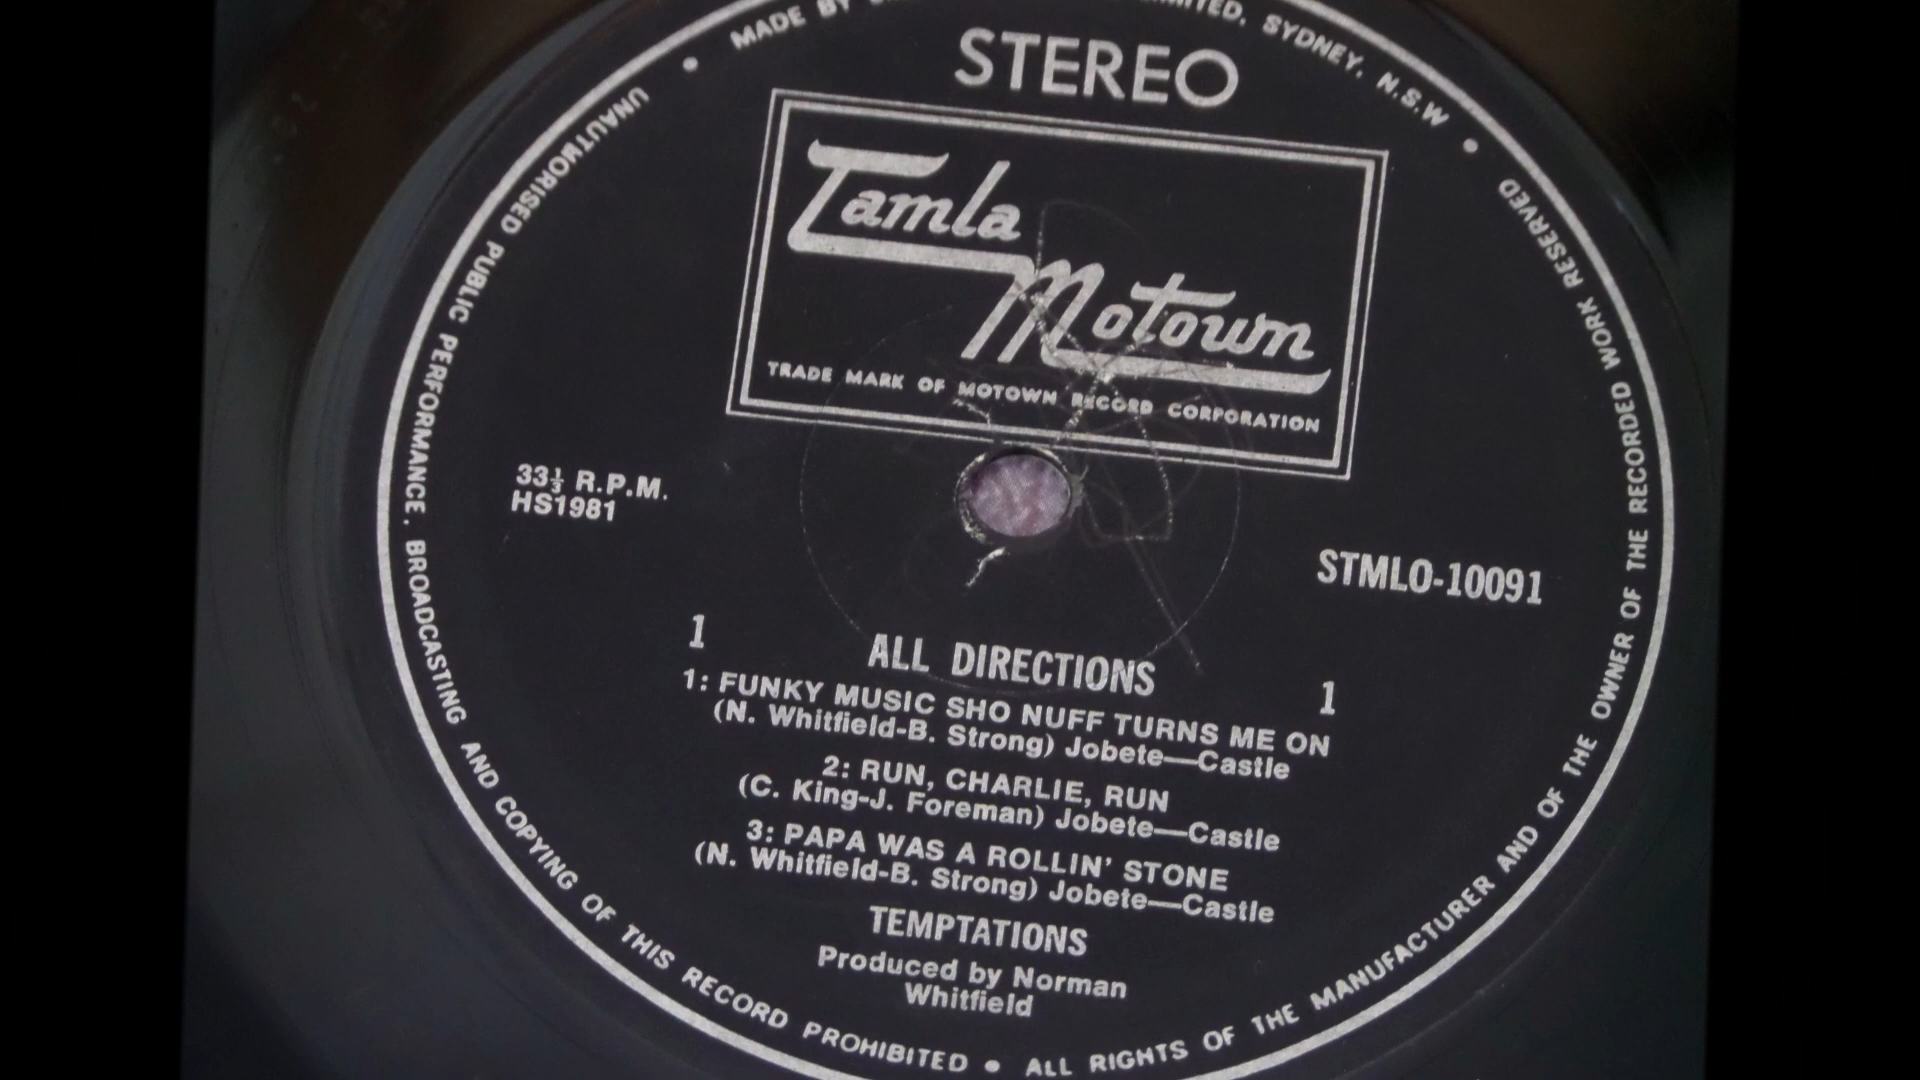 MADE BY
SYDNEY, N.S.W
STEREO
Tamla
Motown
TRADE MARK OF MOTOWN RECORD CORPORATION
33⅓ R.P.M.
HS1981
STMLO-10091
1
ALL DIRECTIONS
1
1: FUNKY MUSIC SHO NUFF TURNS ME ON
(N. Whitfield-B. Strong) Jobete—Castle
2: RUN, CHARLIE, RUN
(C. King-J. Foreman) Jobete—Castle
3: PAPA WAS A ROLLIN' STONE
(N. Whitfield-B. Strong) Jobete—Castle
TEMPTATIONS
Produced by Norman
Whitfield
UNAUTHORISED PUBLIC PERFORMANCE. BROADCASTING AND COPYING OF THIS RECORD PROHIBITED • ALL RIGHTS OF THE MANUFACTURER AND OF THE OWNER OF THE RECORDED WORK RESERVED